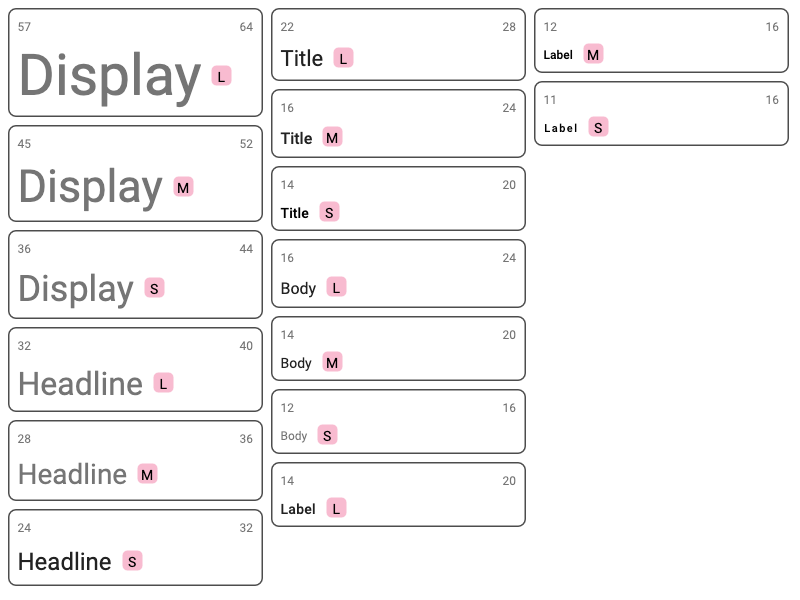 57 64
Display L
45 52
Display M
36 44
Display S
32 40
Headline L
28 36
Headline M
24 32
Headline S
22 28
Title L
16 24
Title M
14 20
Title S
16 24
Body L
14 20
Body M
12 16
Body S
14 20
Label L
12 16
Label M
11 16
Label S